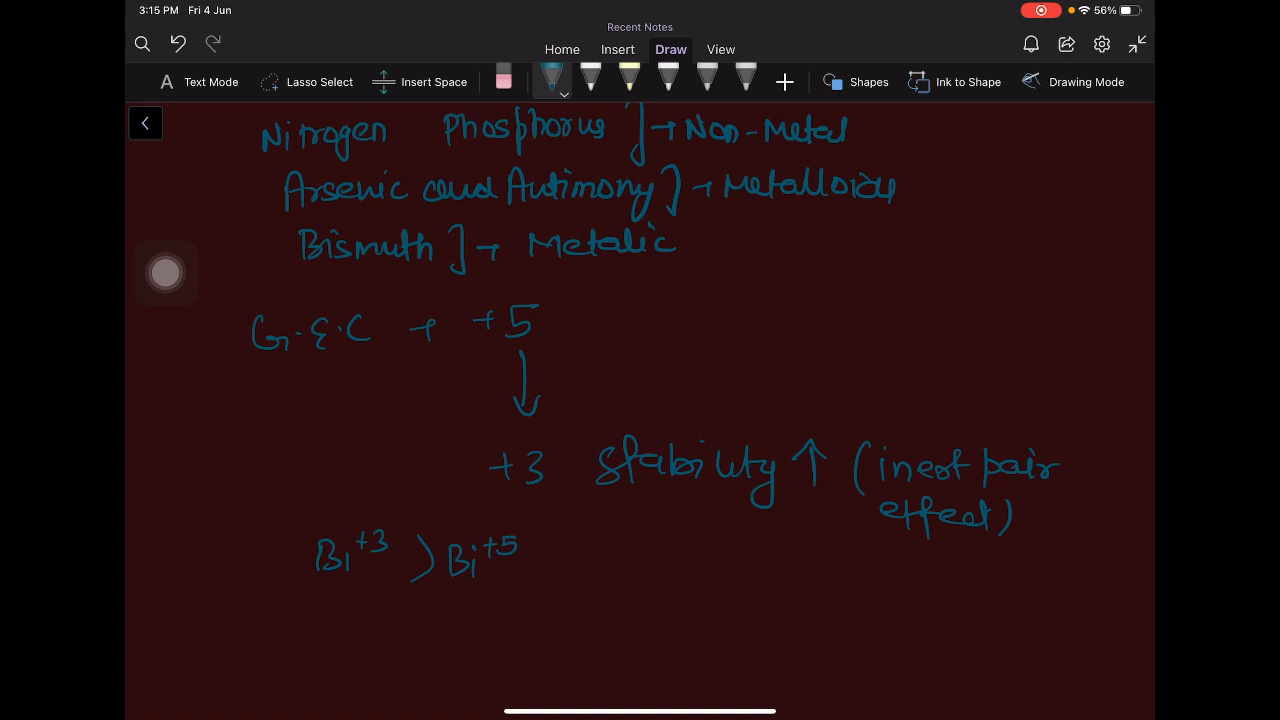 3:15 PM Fri 4 Jun 56%
Recent Notes
Home Insert Draw View
Text Mode Lasso Select Insert Space Shapes Ink to Shape Drawing Mode
Nitrogen Phosphorus ] → Non-Metal
Arsenic and Antimony ] → Metalloids
Bismuth ] → Metalic
G.E.C → +5
↓
+3 Stability ↑ (inert pair
effect)
Bi+3 > Bi+5